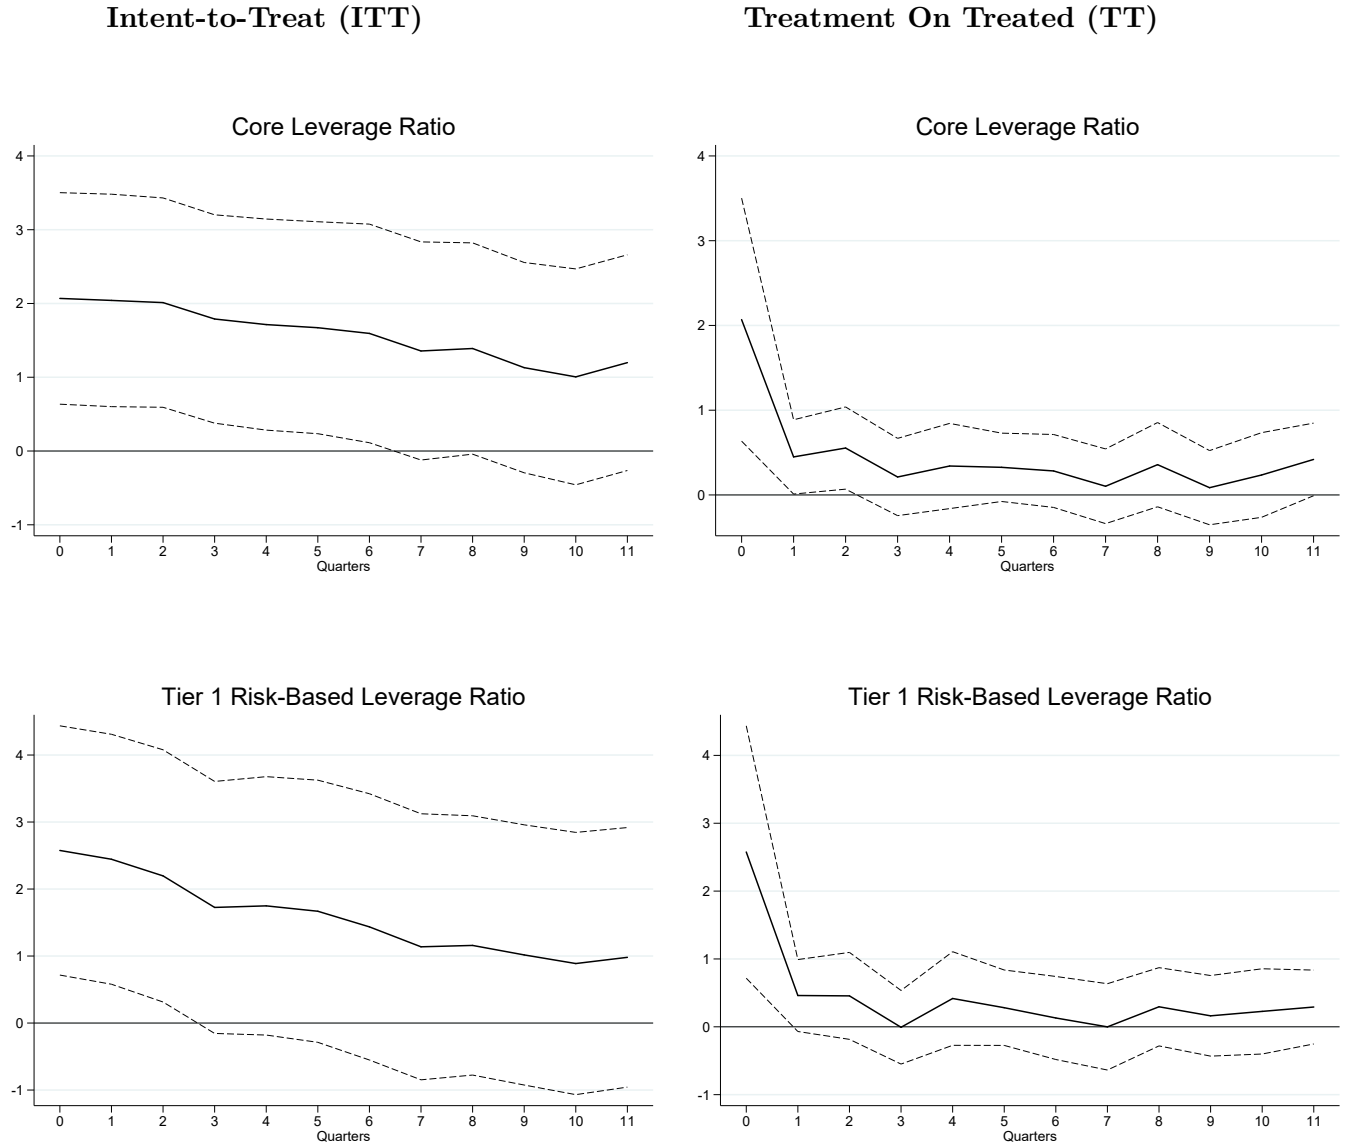 Intent-to-Treat (ITT)
Treatment On Treated (TT)
Core Leverage Ratio
4
3
2
1
0
-1
0 1 2 3 4 5 6 7 8 9 10 11
Quarters
Core Leverage Ratio
4
3
2
1
0
0 1 2 3 4 5 6 7 8 9 10 11
Quarters
Tier 1 Risk-Based Leverage Ratio
4
3
2
1
0
-1
0 1 2 3 4 5 6 7 8 9 10 11
Quarters
Tier 1 Risk-Based Leverage Ratio
4
3
2
1
0
-1
0 1 2 3 4 5 6 7 8 9 10 11
Quarters